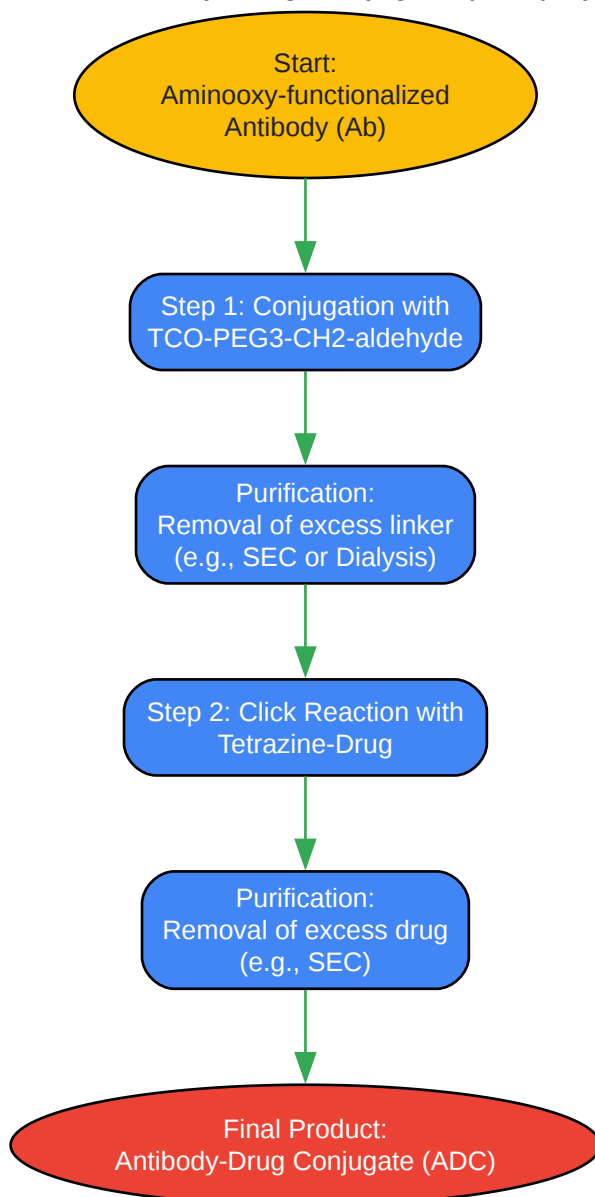 Start:
Aminooxy-functionalized
Antibody (Ab)
Step 1: Conjugation with
TCO-PEG3-CH2-aldehyde
Purification:
Removal of excess linker
(e.g., SEC or Dialysis)
Step 2: Click Reaction with
Tetrazine-Drug
Purification:
Removal of excess drug
(e.g., SEC)
Final Product:
Antibody-Drug Conjugate (ADC)